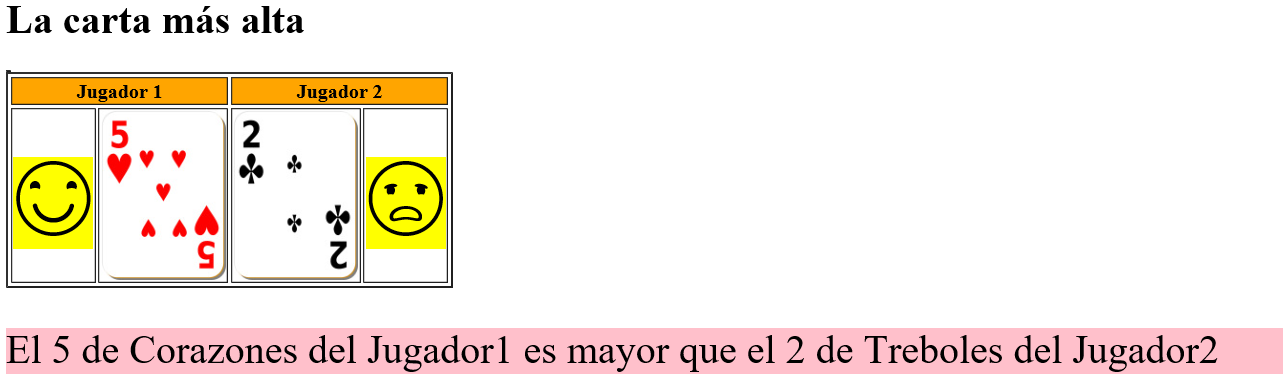 La carta más alta
Jugador 1 Jugador 2
5 2
5 2
El 5 de Corazones del Jugador1 es mayor que el 2 de Treboles del Jugador2